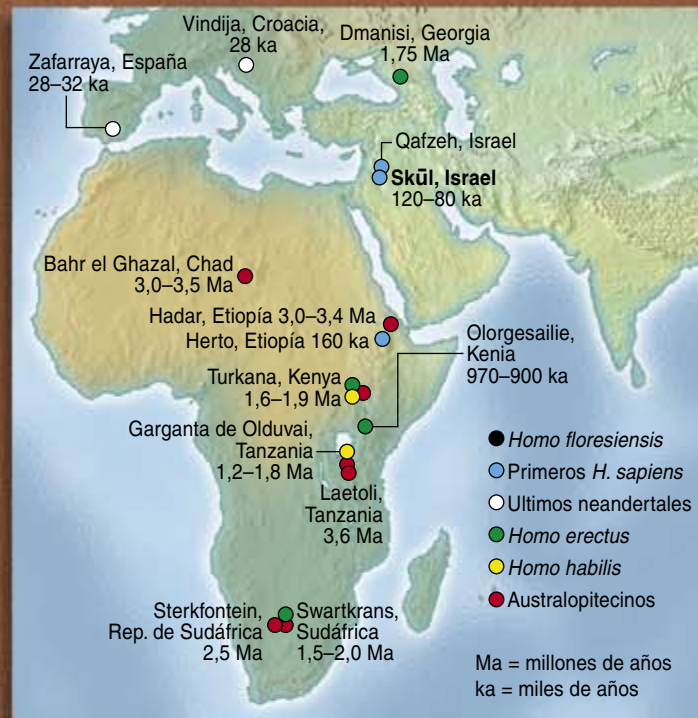 Vindija, Croacia,
28 ka
Dmanisi, Georgia
1,75 Ma
Zafarraya, España
28–32 ka
Qafzeh, Israel
Skūl, Israel
120–80 ka
Bahr el Ghazal, Chad
3,0–3,5 Ma
Hadar, Etiopía 3,0–3,4 Ma
Herto, Etiopía 160 ka
Olorgesailie,
Kenia
970–900 ka
Turkana, Kenya
1,6–1,9 Ma
Garganta de Olduvai,
Tanzania
1,2–1,8 Ma
Laetoli,
Tanzania
3,6 Ma
Sterkfontein,
Rep. de Sudáfrica
2,5 Ma
Swartkrans,
Sudáfrica
1,5–2,0 Ma
Homo floresiensis
Primeros H. sapiens
Ultimos neandertales
Homo erectus
Homo habilis
Australopitecinos
Ma = millones de años
ka = miles de años